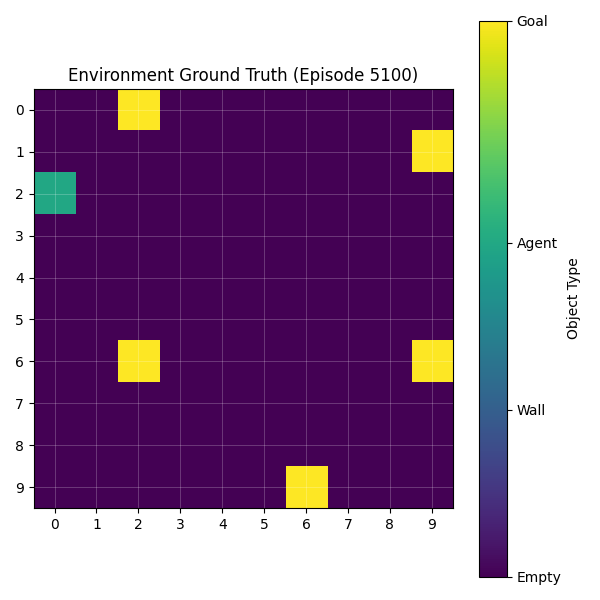 Environment Ground Truth (Episode 5100)
0
1
2
3
4
5
6
7
8
9
0 1 2 3 4 5 6 7 8 9
Goal
Agent
Wall
Empty
Object Type